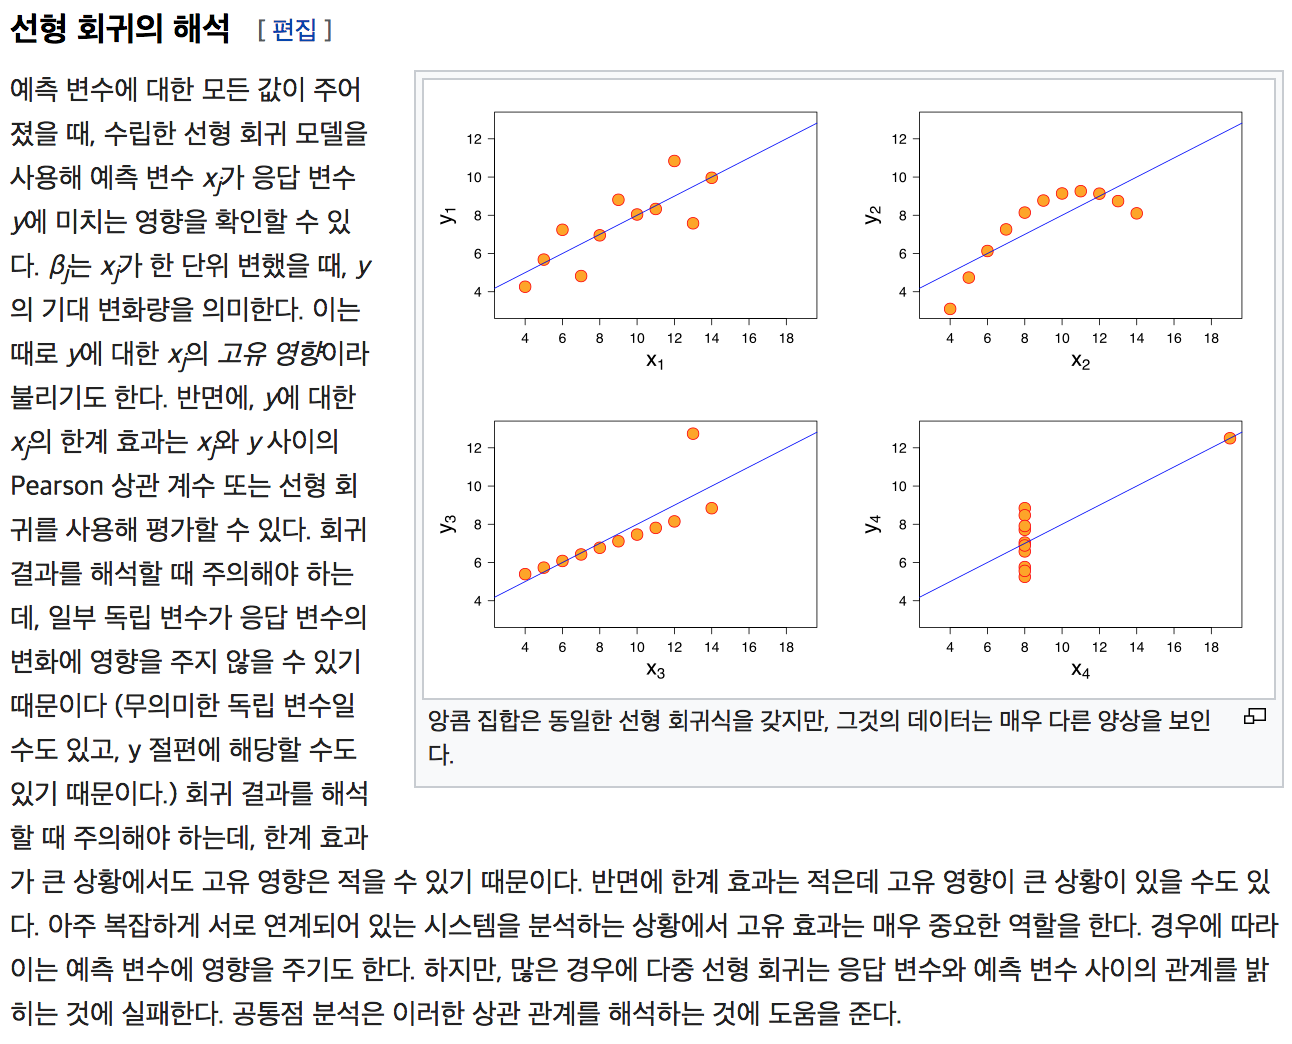 선형 회귀의 해석 [ 편집 ]
예측 변수에 대한 모든 값이 주어
졌을 때, 수립한 선형 회귀 모델을
사용해 예측 변수 xj가 응답 변수
y에 미치는 영향을 확인할 수 있
다. βj는 xj가 한 단위 변했을 때, y
의 기대 변화량을 의미한다. 이는
때로 y에 대한 xj의 고유 영향이라
불리기도 한다. 반면에, y에 대한
xj의 한계 효과는 xj와 y 사이의
Pearson 상관 계수 또는 선형 회
귀를 사용해 평가할 수 있다. 회귀
결과를 해석할 때 주의해야 하는
데, 일부 독립 변수가 응답 변수의
변화에 영향을 주지 않을 수 있기
때문이다 (무의미한 독립 변수일
수도 있고, y 절편에 해당할 수도
있기 때문이다.) 회귀 결과를 해석
할 때 주의해야 하는데, 한계 효과
가 큰 상황에서도 고유 영향은 적을 수 있기 때문이다. 반면에 한계 효과는 적은데 고유 영향이 큰 상황이 있을 수도 있
다. 아주 복잡하게 서로 연계되어 있는 시스템을 분석하는 상황에서 고유 효과는 매우 중요한 역할을 한다. 경우에 따라
이는 예측 변수에 영향을 주기도 한다. 하지만, 많은 경우에 다중 선형 회귀는 응답 변수와 예측 변수 사이의 관계를 밝
히는 것에 실패한다. 공통점 분석은 이러한 상관 관계를 해석하는 것에 도움을 준다.
12
10
8
6
4
y1
4 6 8 10 12 14 16 18
x1
12
10
8
6
4
y2
4 6 8 10 12 14 16 18
x2
12
10
8
6
4
y3
4 6 8 10 12 14 16 18
x3
12
10
8
6
4
y4
4 6 8 10 12 14 16 18
x4
앙콤 집합은 동일한 선형 회귀식을 갖지만, 그것의 데이터는 매우 다른 양상을 보인
다.